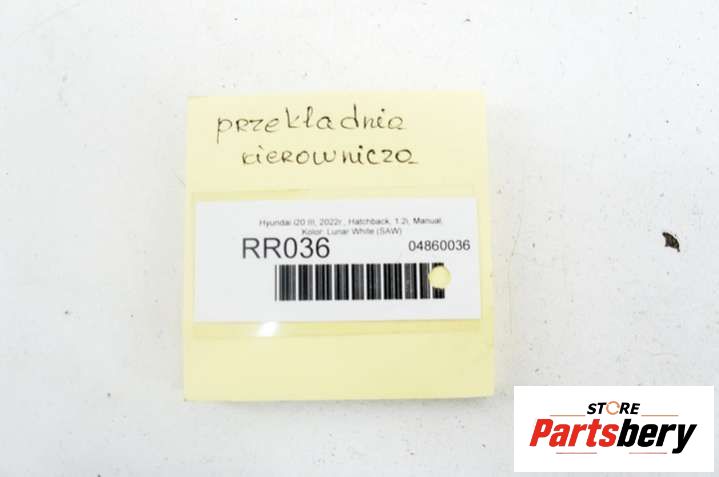 przekładnia
kierownicza
Hyundai i20 III, 2022r., Hatchback, 1.2i, Manual,
Kolor: Lunar White (SAW)
RR036 04860036
STORE
Partsbery